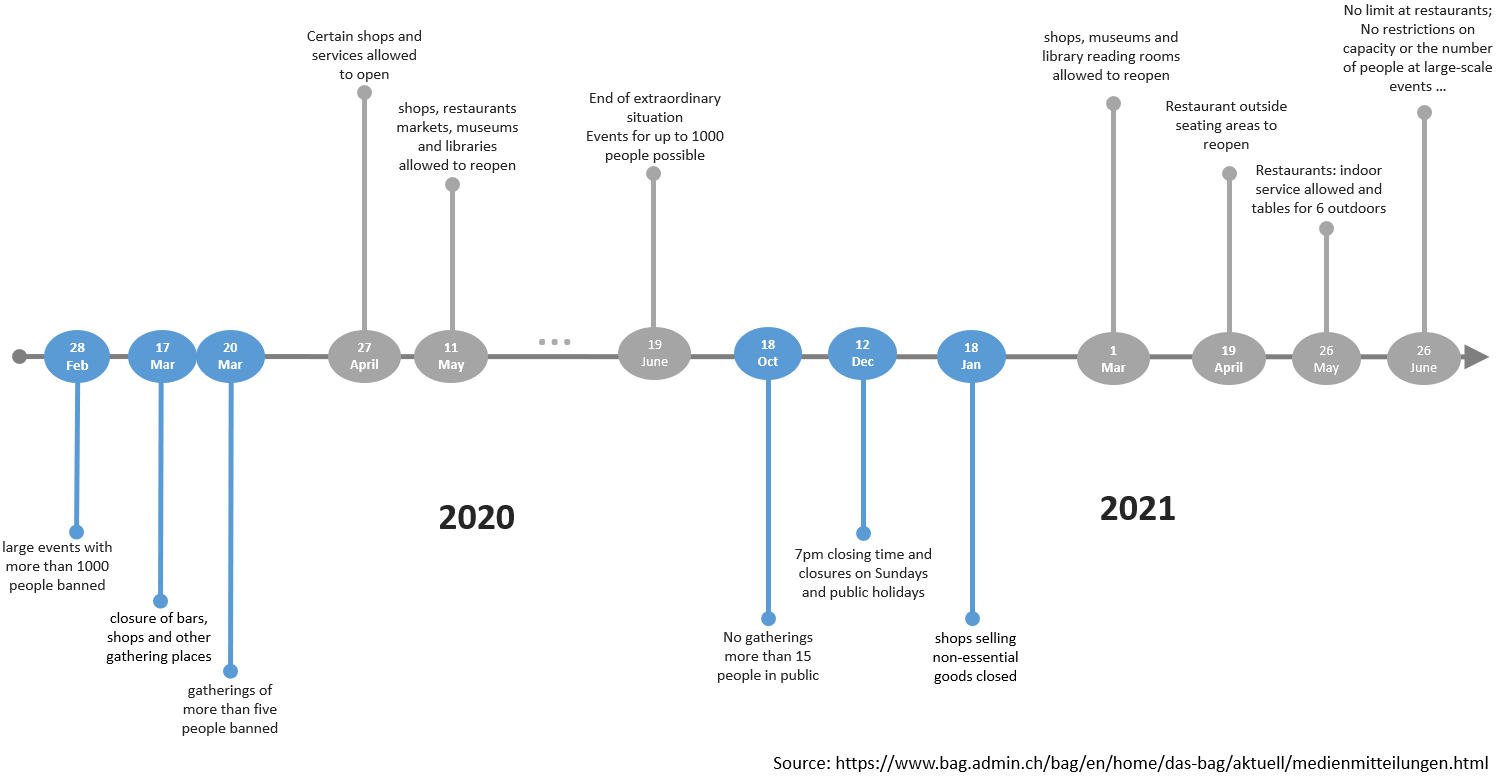 No limit at restaurants;
No restrictions on
capacity or the number
of people at large-scale
events ...
Certain shops and
services allowed
to open
shops, restaurants
markets, museums
and libraries
allowed to reopen
End of extraordinary
situation
Events for up to 1000
people possible
shops, museums and
library reading rooms
allowed to reopen
Restaurant outside
seating areas to
reopen
Restaurants: indoor
service allowed and
tables for 6 outdoors
28
Feb
17
Mar
20
Mar
27
April
11
May
...
19
June
18
Oct
12
Dec
18
Jan
1
Mar
19
April
26
May
26
June
2020
2021
large events with
more than 1000
people banned
closure of bars,
shops and other
gathering places
gatherings of
more than five
people banned
No gatherings
more than 15
people in public
7pm closing time and
closures on Sundays
and public holidays
shops selling
non-essential
goods closed
Source: https://www.bag.admin.ch/bag/en/home/das-bag/aktuell/medienmitteilungen.html